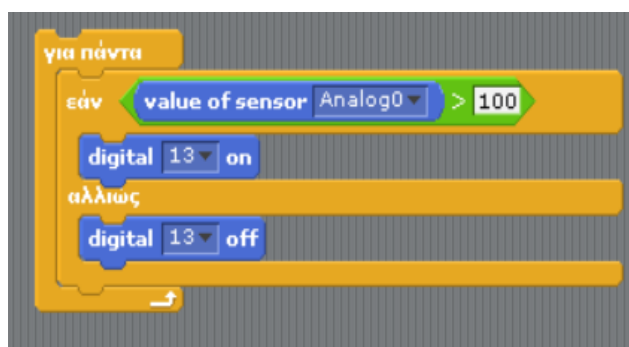 για πάντα
εάν value of sensor Analog0 > 100
digital 13 on
αλλιώς
digital 13 off